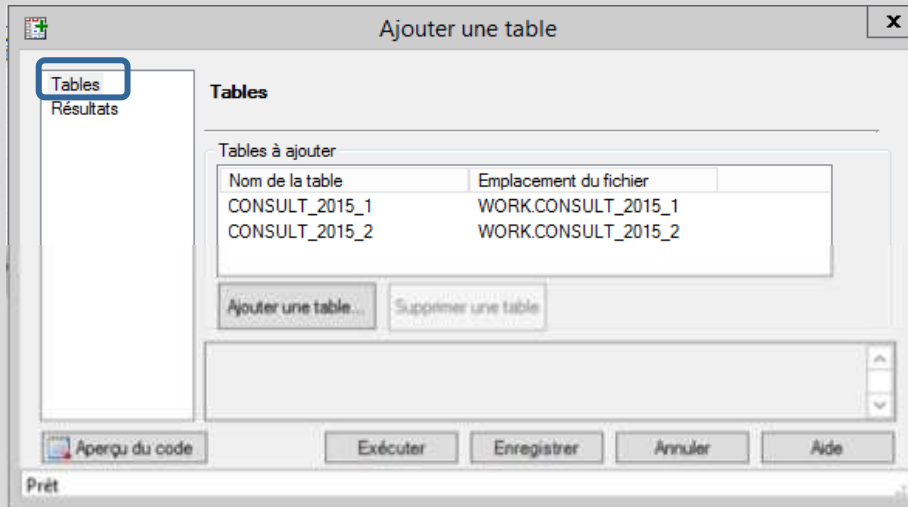 Ajouter une table
x
Tables
Résultats
Tables
Tables à ajouter
Nom de la table Emplacement du fichier
CONSULT_2015_1 WORK.CONSULT_2015_1
CONSULT_2015_2 WORK.CONSULT_2015_2
Ajouter une table... Supprimer une table
Aperçu du code Exécuter Enregistrer Annuler Aide
Prêt